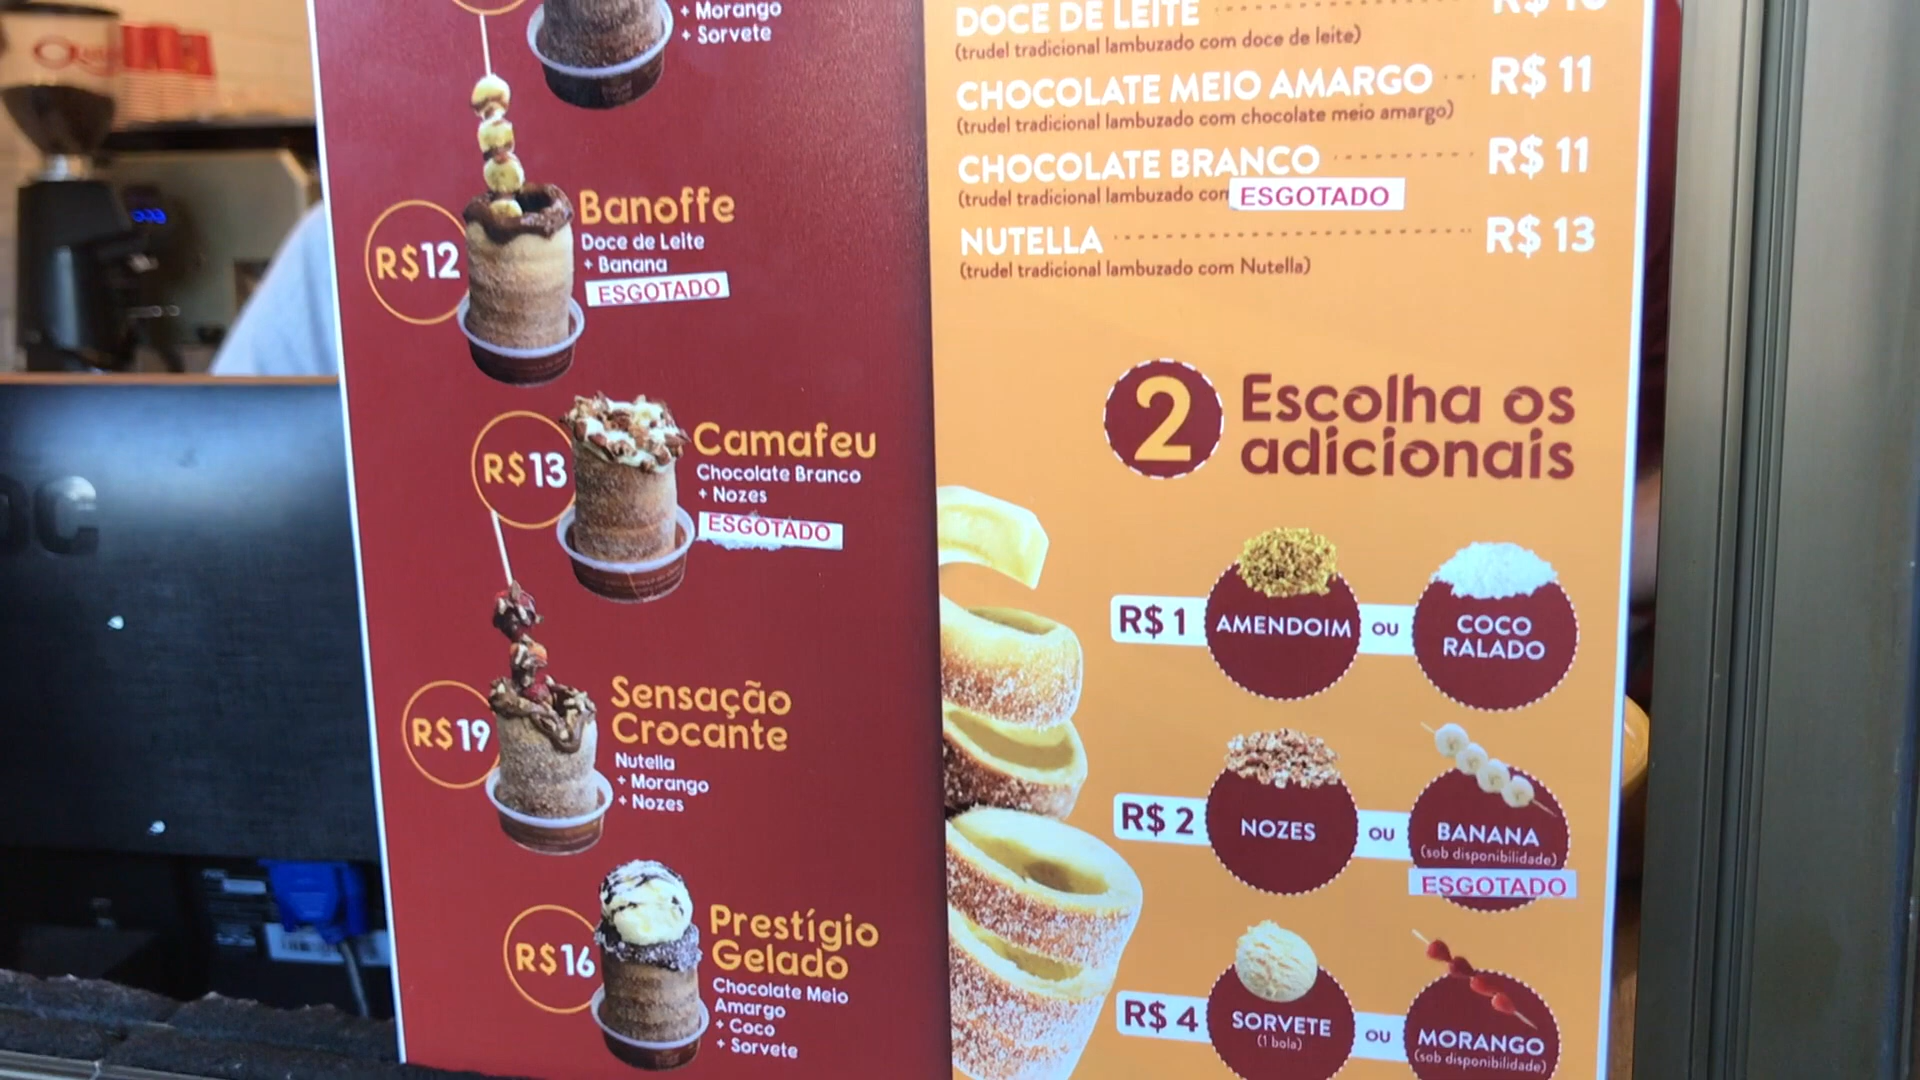 + Morango
+ Sorvete
R$12
Banoffe
Doce de Leite
+ Banana
ESGOTADO
R$13
Camafeu
Chocolate Branco
+ Nozes
ESGOTADO
R$19
Sensação
Crocante
Nutella
+ Morango
+ Nozes
R$16
Prestígio
Gelado
Chocolate Meio
Amargo
+ Coco
+ Sorvete
DOCE DE LEITE
(trudel tradicional lambuzado com doce de leite)
CHOCOLATE MEIO AMARGO R$ 11
(trudel tradicional lambuzado com chocolate meio amargo)
CHOCOLATE BRANCO R$ 11
(trudel tradicional lambuzado com ESGOTADO
NUTELLA R$ 13
(trudel tradicional lambuzado com Nutella)
2 Escolha os
adicionais
R$ 1 AMENDOIM OU COCO
RALADO
R$ 2 NOZES OU BANANA
(sob disponibilidade)
ESGOTADO
R$ 4 SORVETE OU MORANGO
(1 bola) (sob disponibilidade)